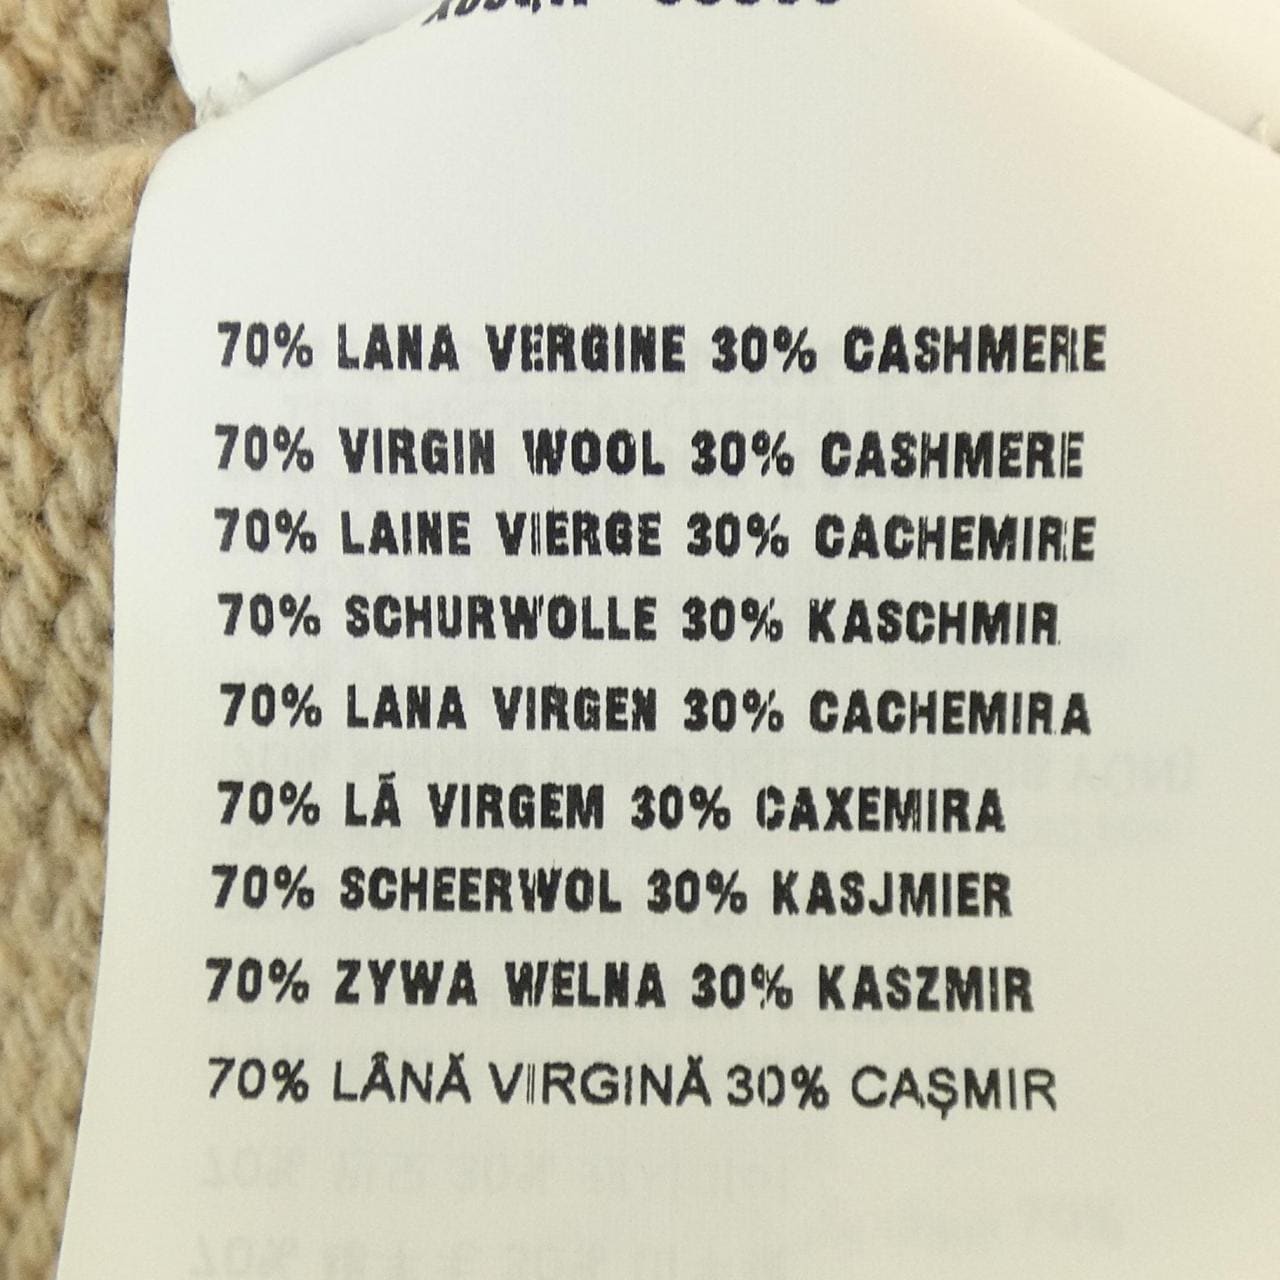 70% LANA VERGINE 30% CASHMERE
70% VIRGIN WOOL 30% CASHMERE
70% LAINE VIERGE 30% CACHEMIRE
70% SCHURWOLLE 30% KASCHMIR
70% LANA VIRGEN 30% CACHEMIRA
70% LÃ VIRGEM 30% CAXEMIRA
70% SCHEERWOL 30% KASJMIER
70% ZYWA WELNA 30% KASZMIR
70% LÂNĂ VIRGINĂ 30% CAŞMIR